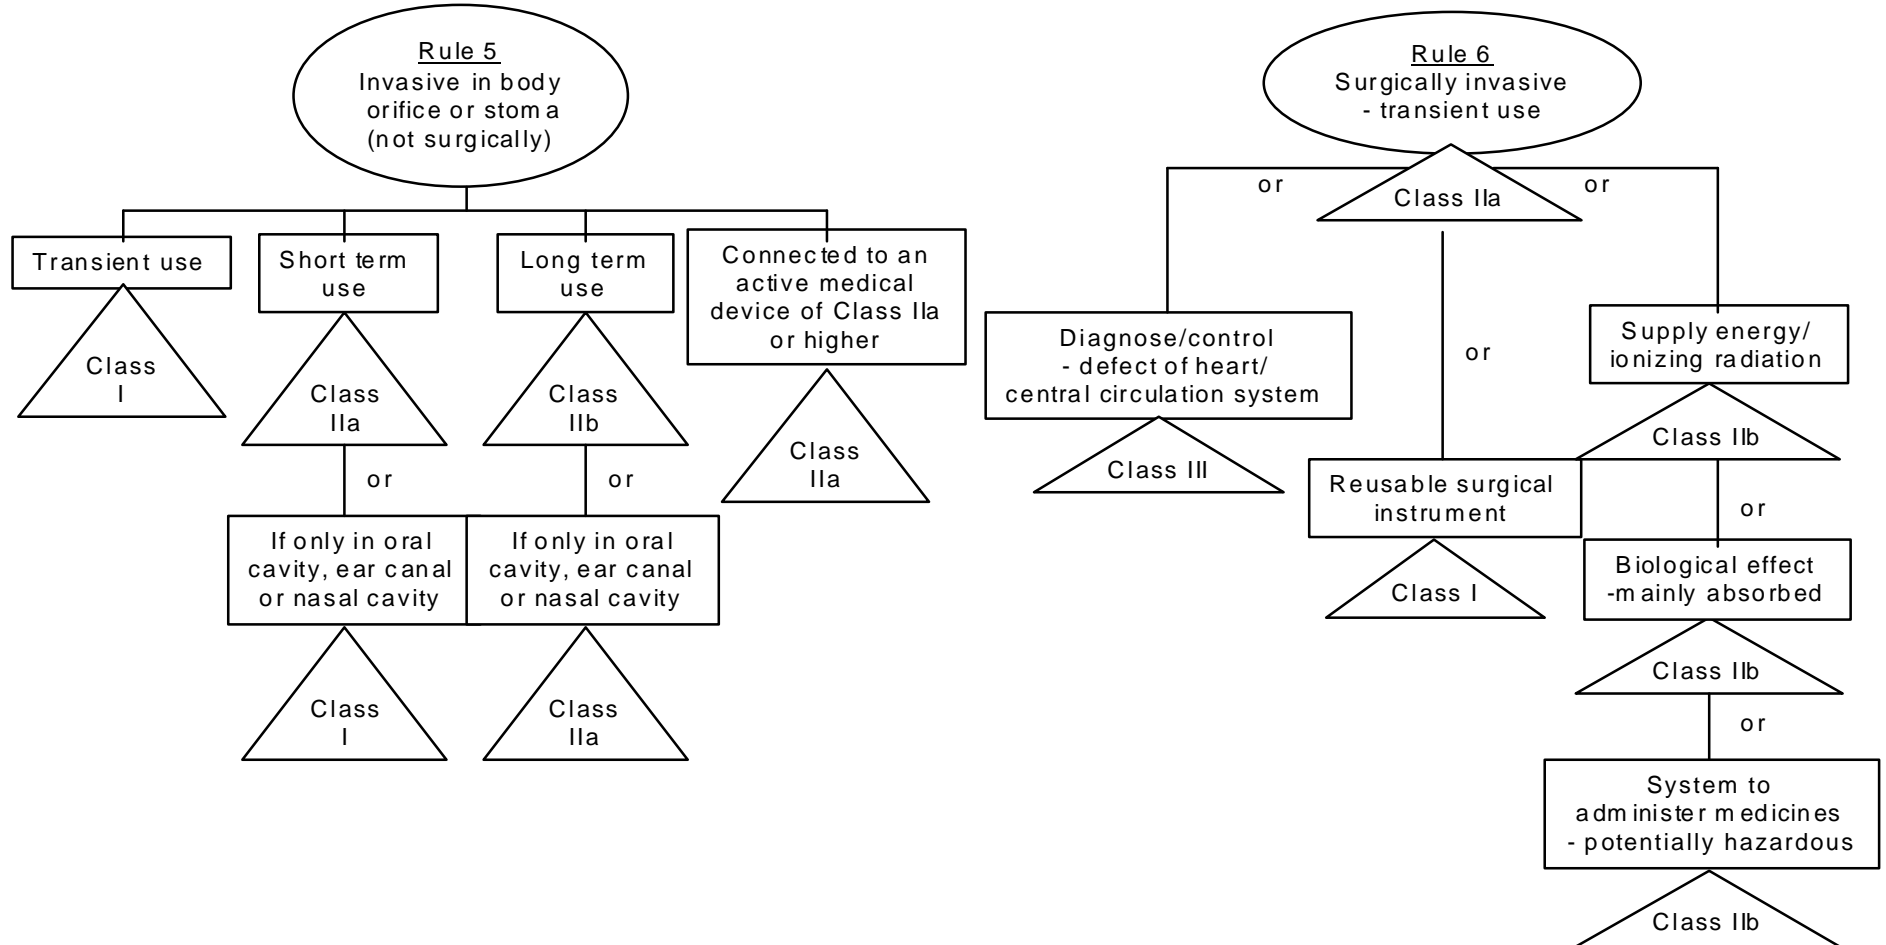 Rule 5
Invasive in body
orifice or stoma
(not surgically)
Transient use
Class
I
Short term
use
Class
IIa
or
If only in oral
cavity, ear canal
or nasal cavity
Class
I
Long term
use
Class
IIb
or
If only in oral
cavity, ear canal
or nasal cavity
Class
IIa
Connected to an
active medical
device of Class IIa
or higher
Class
IIa
Rule 6
Surgically invasive
- transient use
Class IIa
or
Diagnose/control
- defect of heart/
central circulation system
Class III
or
Reusable surgical
instrument
Class I
or
Supply energy/
ionizing radiation
Class IIb
or
Biological effect
-mainly absorbed
Class IIb
or
System to
administer medicines
- potentially hazardous
Class IIb